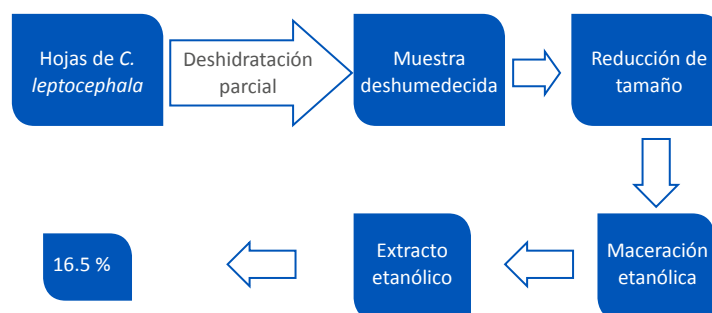 Hojas de C.
leptocephala
Deshidratación
parcial
Muestra
deshumedecida
Reducción de
tamaño
Maceración
etanólica
Extracto
etanólico
16.5 %